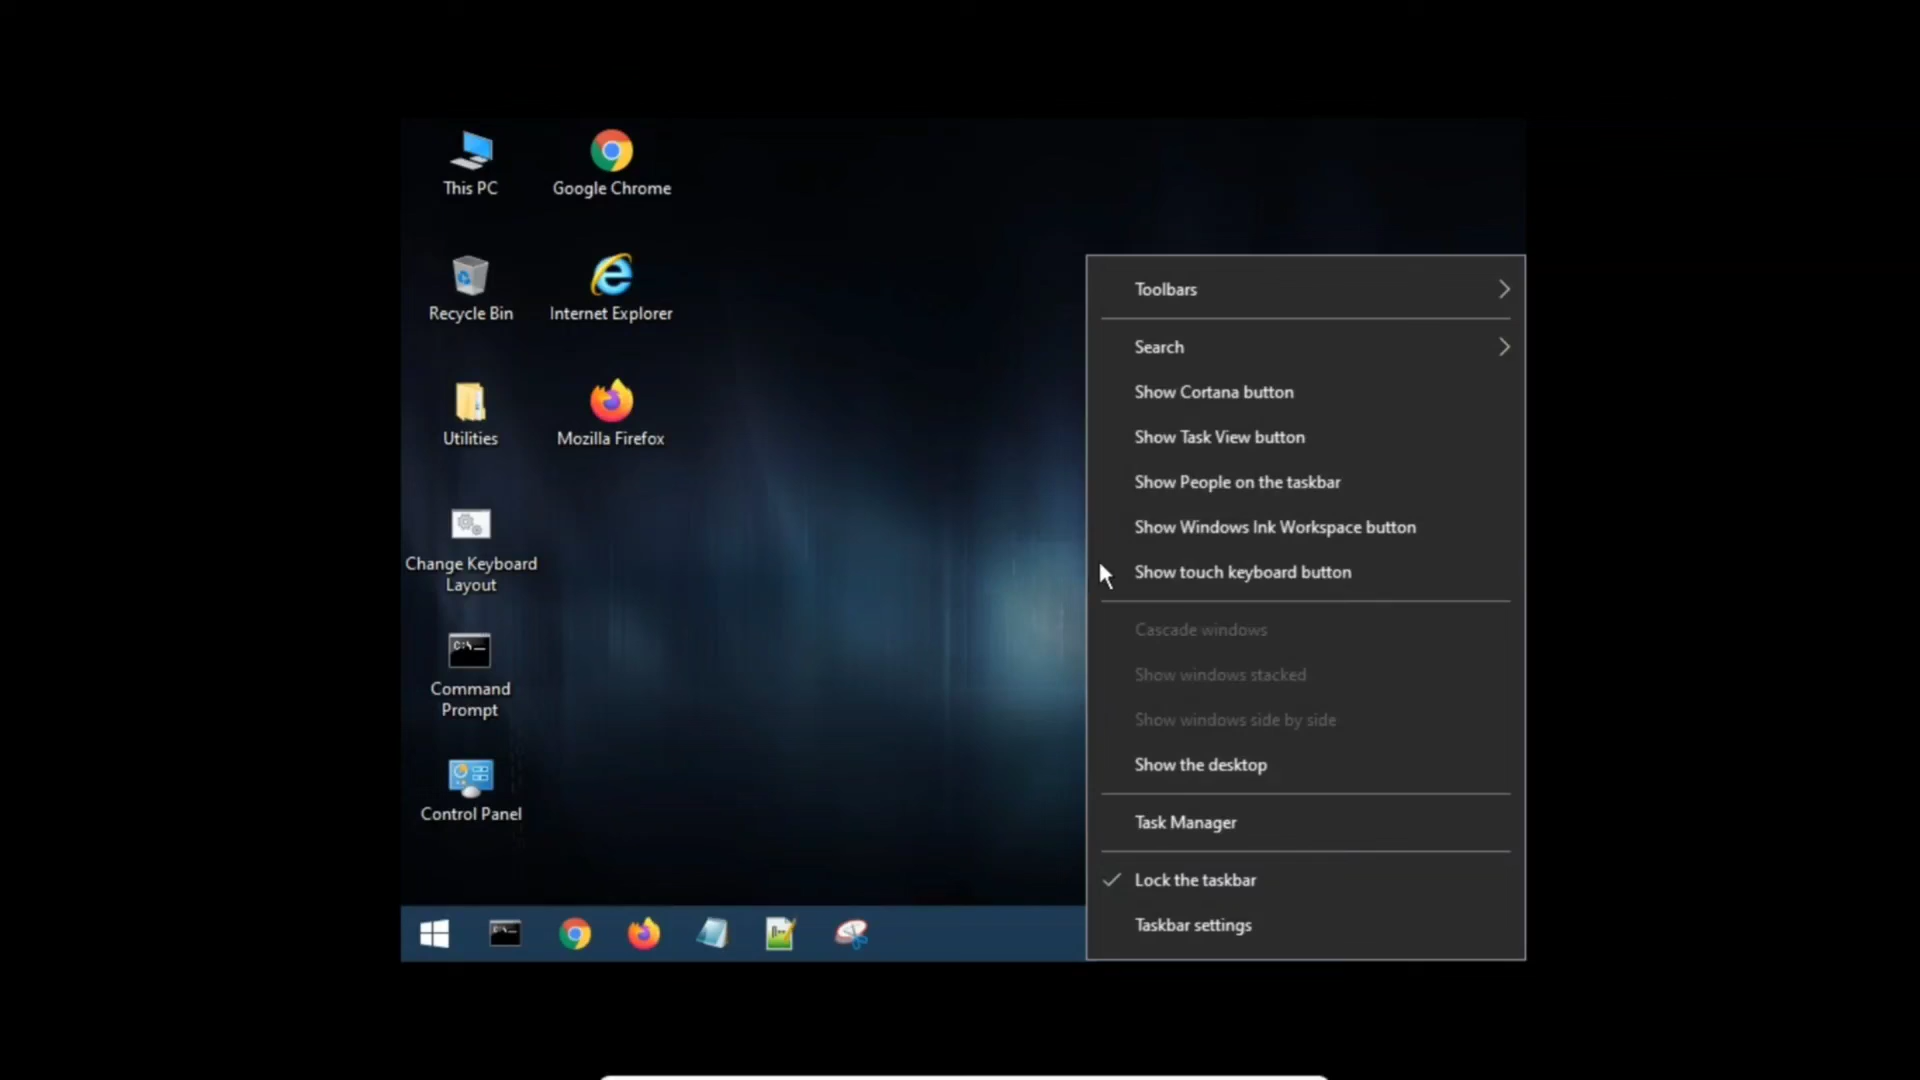 This PC
Google Chrome
Recycle Bin
Internet Explorer
Utilities
Mozilla Firefox
Change Keyboard
Layout
C:\
Command
Prompt
Control Panel
Toolbars
Search
Show Cortana button
Show Task View button
Show People on the taskbar
Show Windows Ink Workspace button
Show touch keyboard button
Cascade windows
Show windows stacked
Show windows side by side
Show the desktop
Task Manager
Lock the taskbar
Taskbar settings